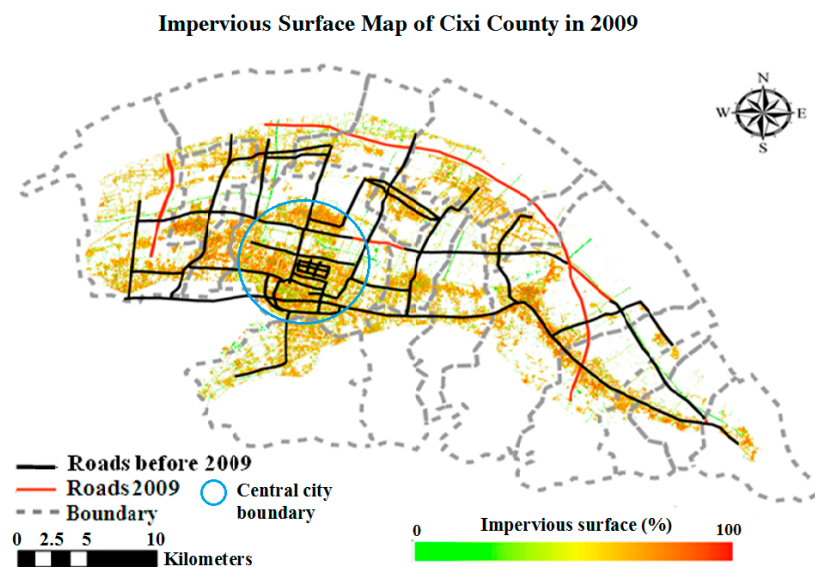 Impervious Surface Map of Cixi County in 2009
N
W E
S
Roads before 2009
Roads 2009
Boundary
Central city
boundary
0 2.5 5 10
Kilometers
Impervious surface (%)
0 100